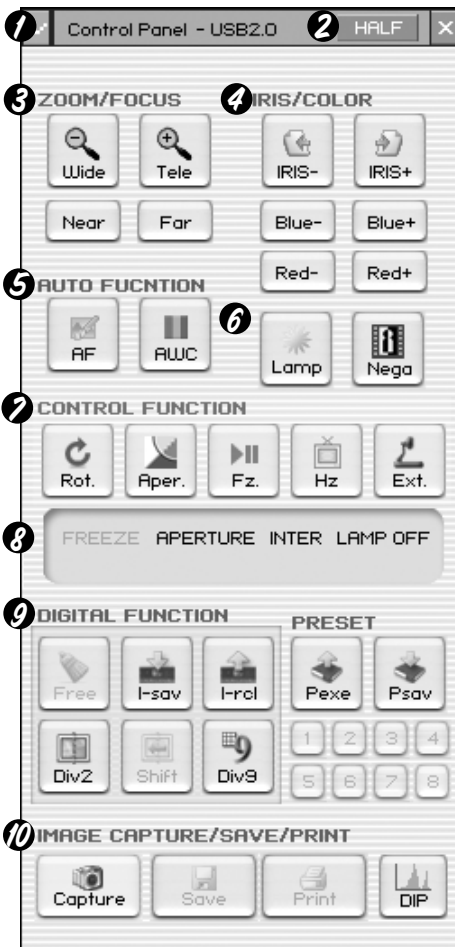 1 Control Panel - USB2.0 2 HALF ×
3 ZOOM/FOCUS 4 IRIS/COLOR
Wide Tele IRIS- IRIS+
Near Far Blue- Blue+
Red- Red+
5 AUTO FUCNTION
6
AF AWC Lamp Nega
7 CONTROL FUNCTION
Rot. Aper. Fz. Hz Ext.
8 FREEZE APERTURE INTER LAMP OFF
9 DIGITAL FUNCTION PRESET
Free I-sav I-rcl Pexe Psav
1 2 3 4
Div2 Shift 9 Div9
5 6 7 8
10 IMAGE CAPTURE/SAVE/PRINT
Capture Save Print DIP